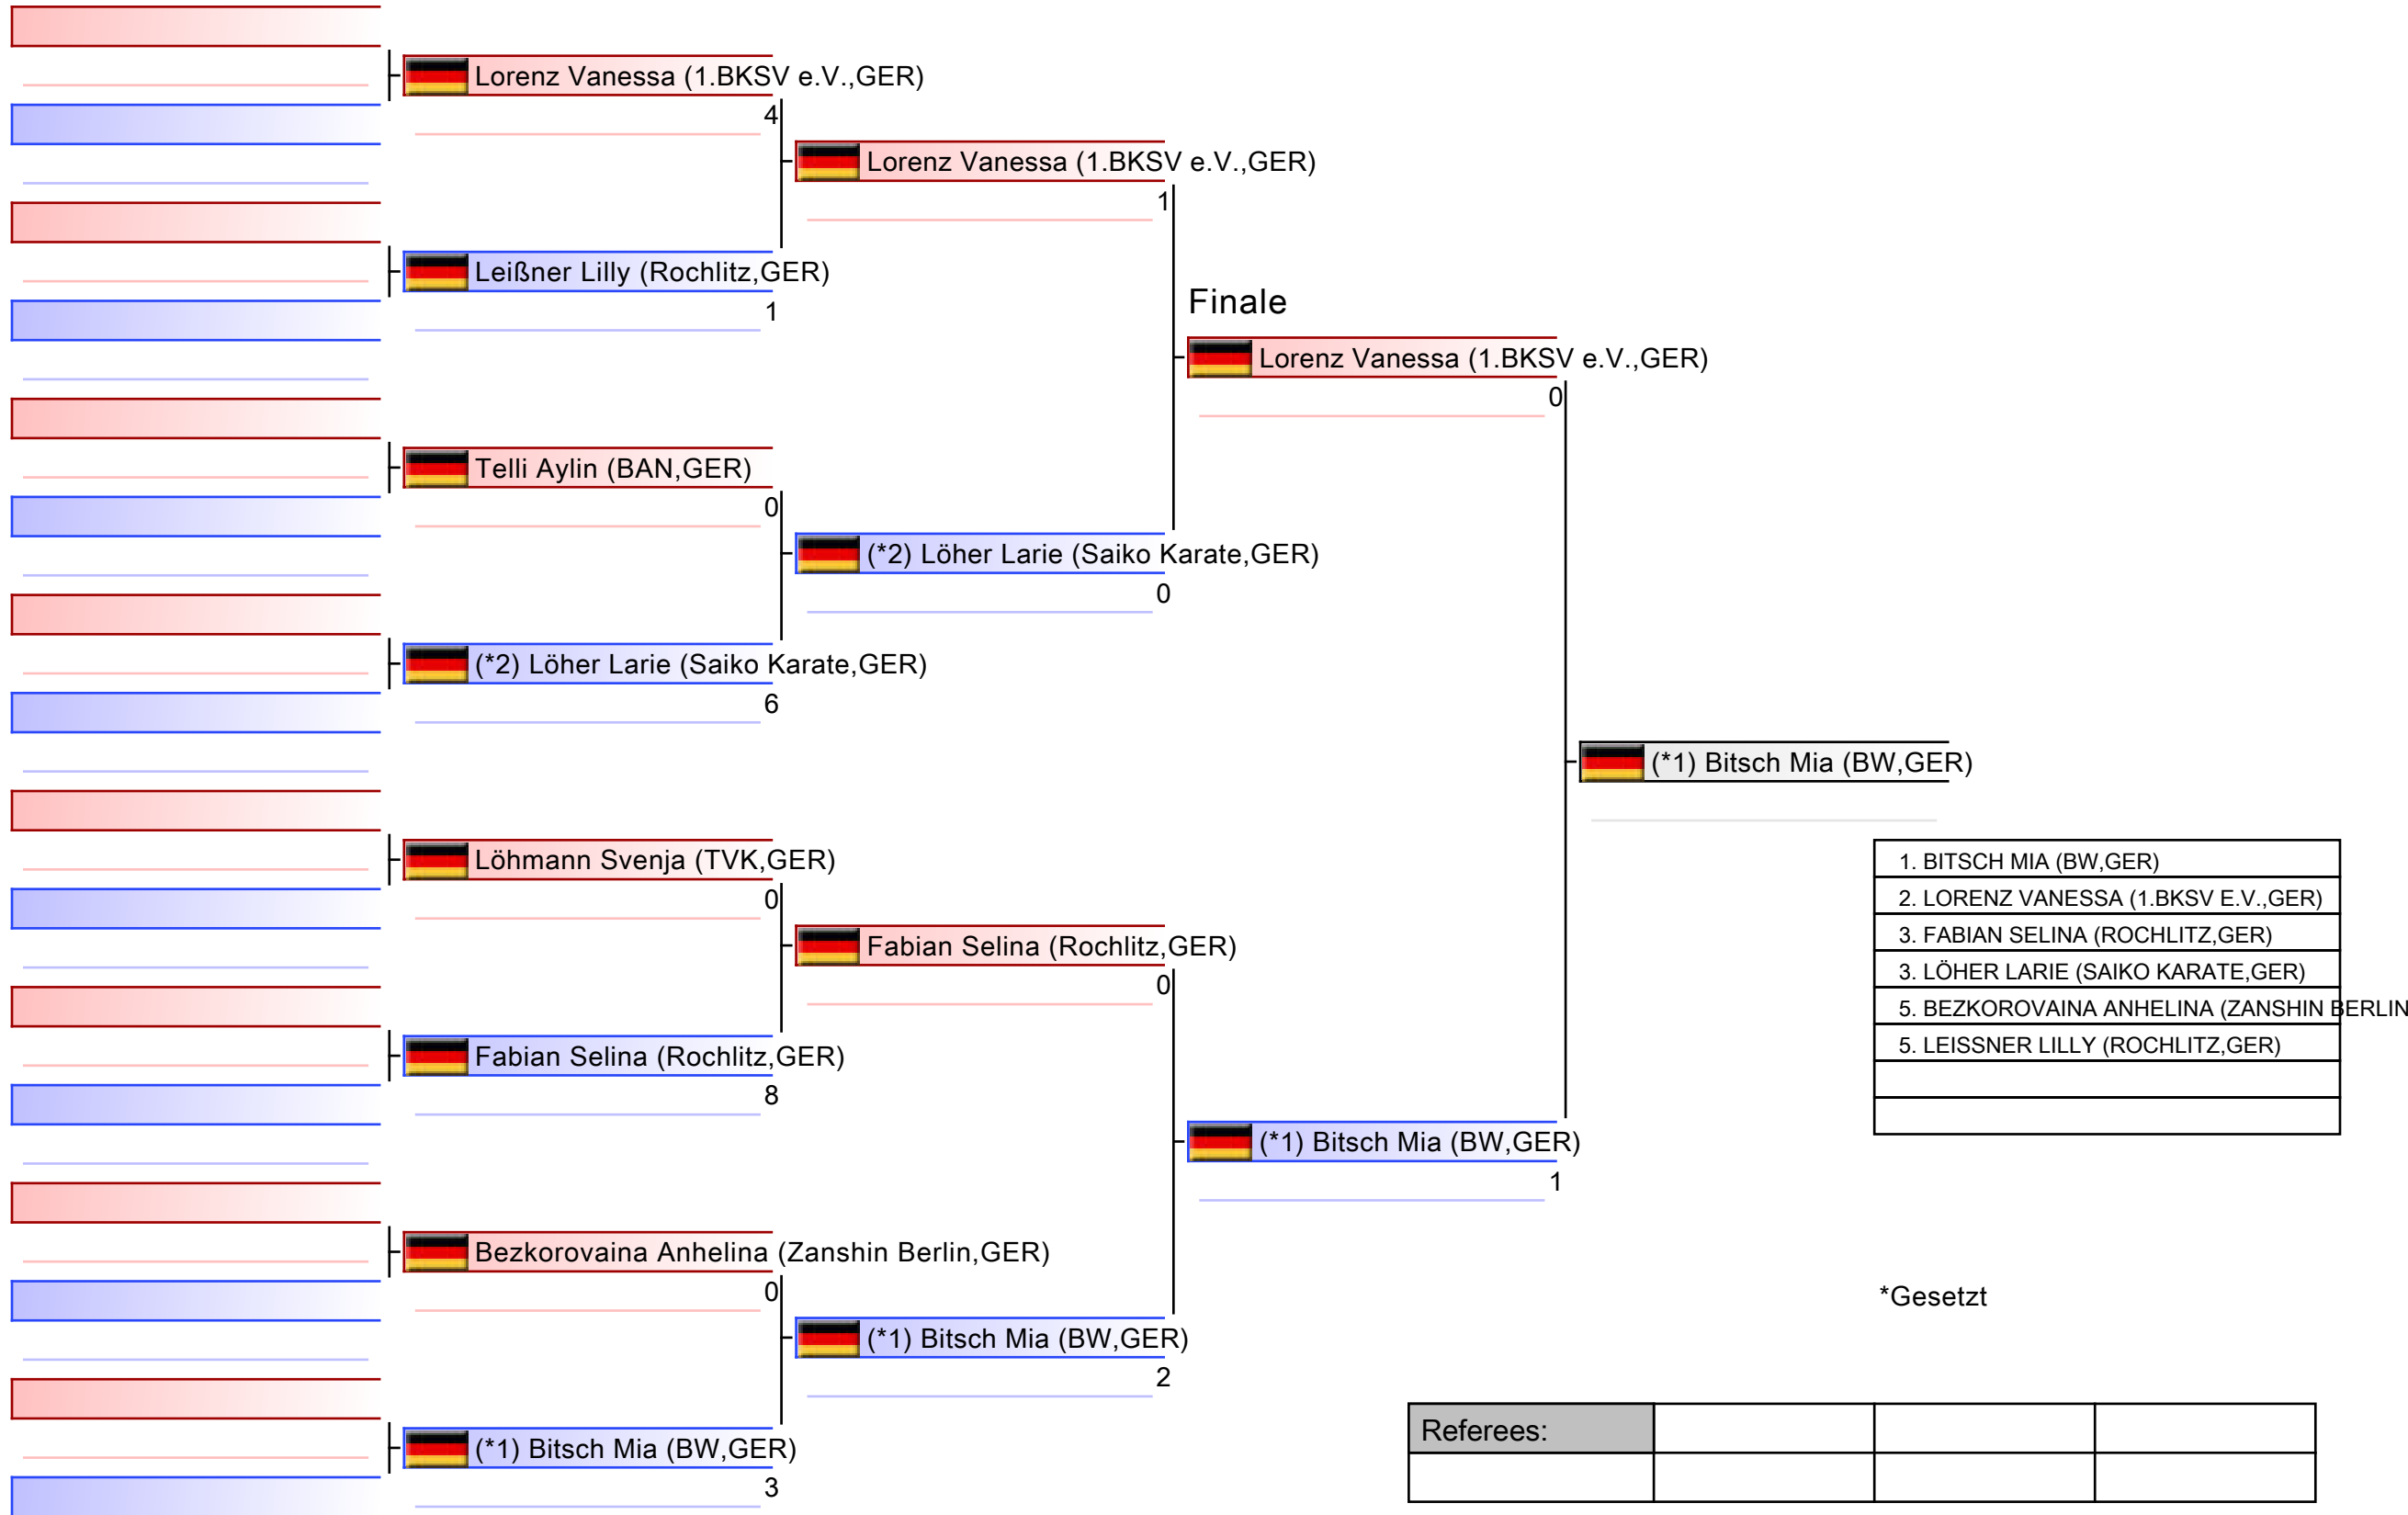 Lorenz Vanessa (1.BKSV e.V.,GER)
4
Leißner Lilly (Rochlitz,GER)
1
Telli Aylin (BAN,GER)
0
(*2) Löher Larie (Saiko Karate,GER)
6
Löhmann Svenja (TVK,GER)
0
Fabian Selina (Rochlitz,GER)
8
Bezkorovaina Anhelina (Zanshin Berlin,GER)
0
(*1) Bitsch Mia (BW,GER)
3
Lorenz Vanessa (1.BKSV e.V.,GER)
1
(*2) Löher Larie (Saiko Karate,GER)
0
Fabian Selina (Rochlitz,GER)
0
(*1) Bitsch Mia (BW,GER)
2
Finale
Lorenz Vanessa (1.BKSV e.V.,GER)
0
(*1) Bitsch Mia (BW,GER)
1
(*1) Bitsch Mia (BW,GER)
1. BITSCH MIA (BW,GER)
2. LORENZ VANESSA (1.BKSV E.V.,GER)
3. FABIAN SELINA (ROCHLITZ,GER)
3. LÖHER LARIE (SAIKO KARATE,GER)
5. BEZKOROVAINA ANHELINA (ZANSHIN BERLIN
5. LEISSNER LILLY (ROCHLITZ,GER)
*Gesetzt
Referees: